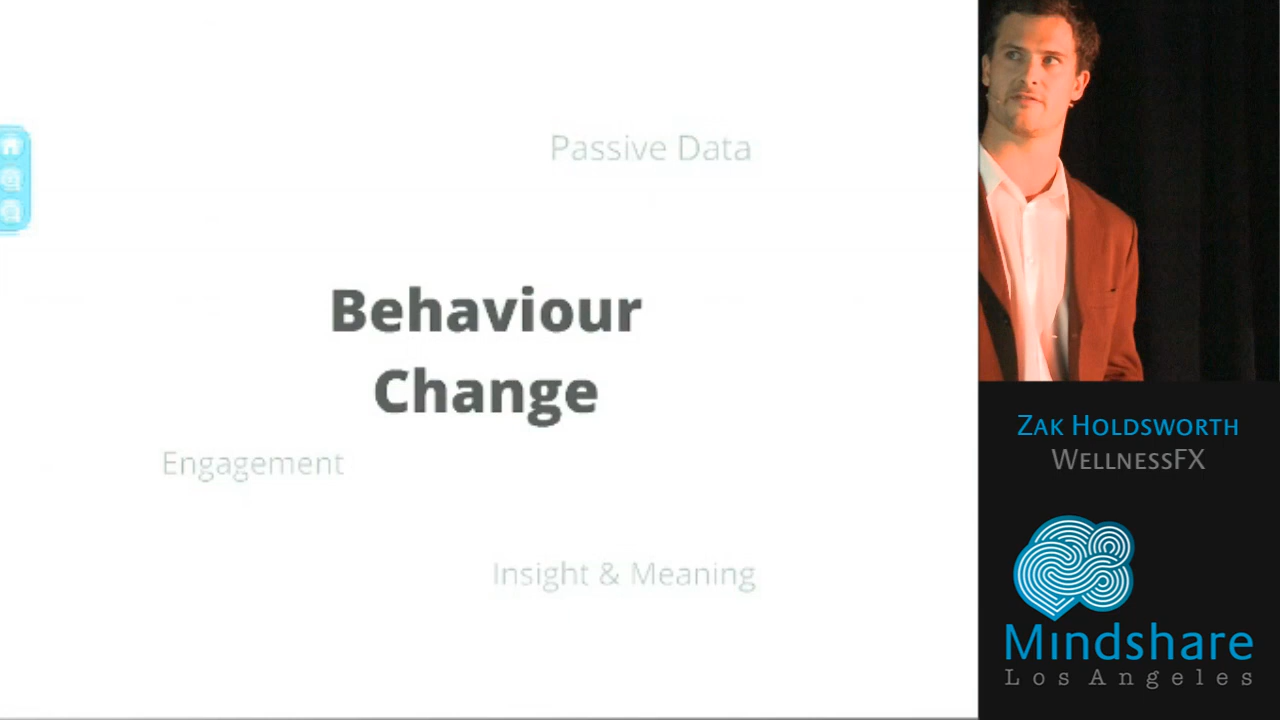 Passive Data
Behaviour
Change
Engagement
Insight & Meaning
Zak Holdsworth
WellnessFX
Mindshare
Los Angeles